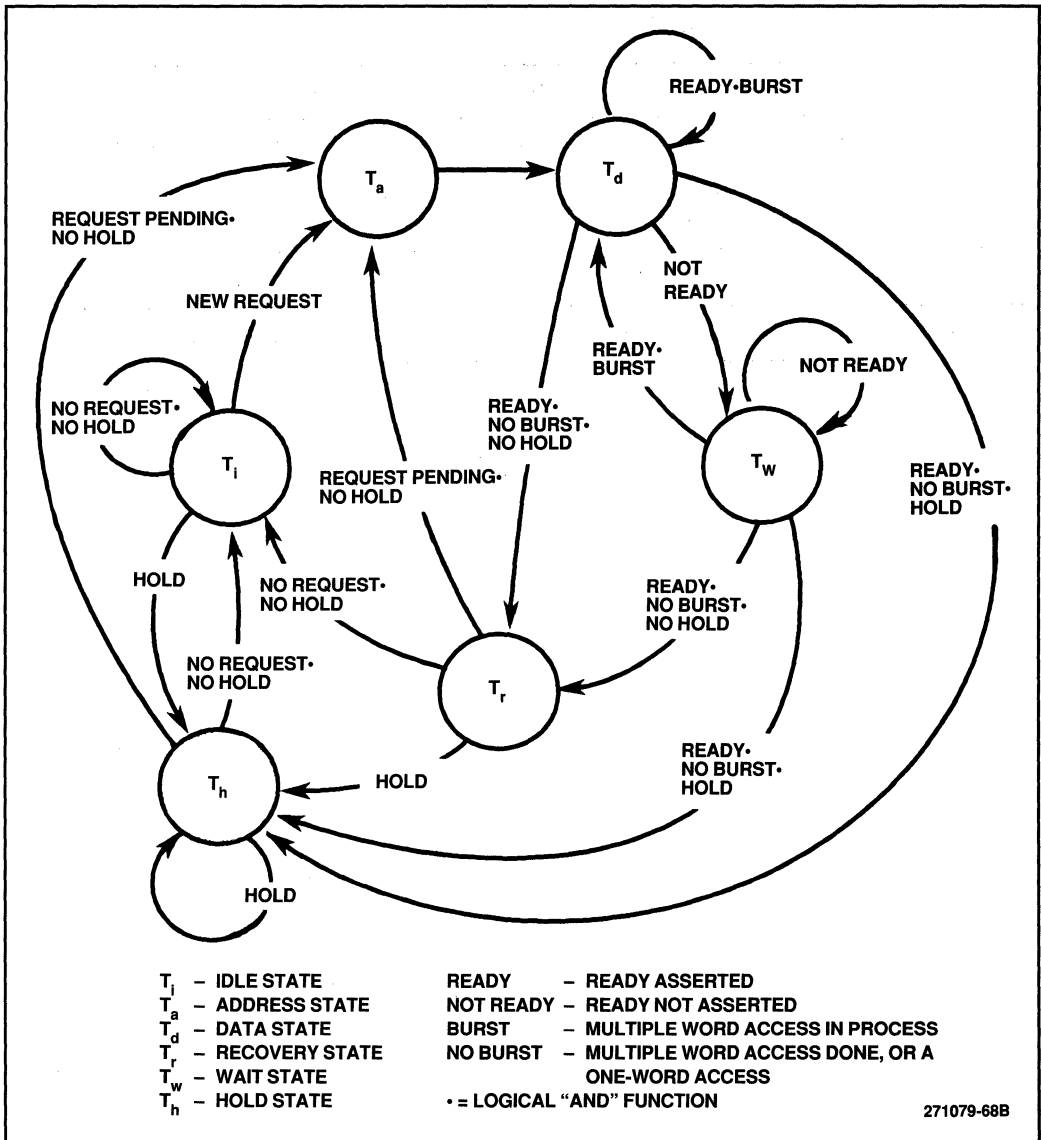 READY•BURST
Ta
Td
REQUEST PENDING•
NO HOLD
NOT
READY
NEW REQUEST
READY•
BURST
NOT READY
NO REQUEST•
NO HOLD
READY•
NO BURST•
NO HOLD
Ti
TW
REQUEST PENDING•
NO HOLD
READY•
NO BURST•
HOLD
HOLD
NO REQUEST•
NO HOLD
READY•
NO BURST•
NO HOLD
NO REQUEST•
NO HOLD
Tr
READY•
NO BURST•
HOLD
Th
HOLD
HOLD
Ti – IDLE STATE
Ta – ADDRESS STATE
Td – DATA STATE
Tr – RECOVERY STATE
Tw – WAIT STATE
Th – HOLD STATE
READY – READY ASSERTED
NOT READY – READY NOT ASSERTED
BURST – MULTIPLE WORD ACCESS IN PROCESS
NO BURST – MULTIPLE WORD ACCESS DONE, OR A
ONE-WORD ACCESS
• = LOGICAL “AND” FUNCTION
271079-68B